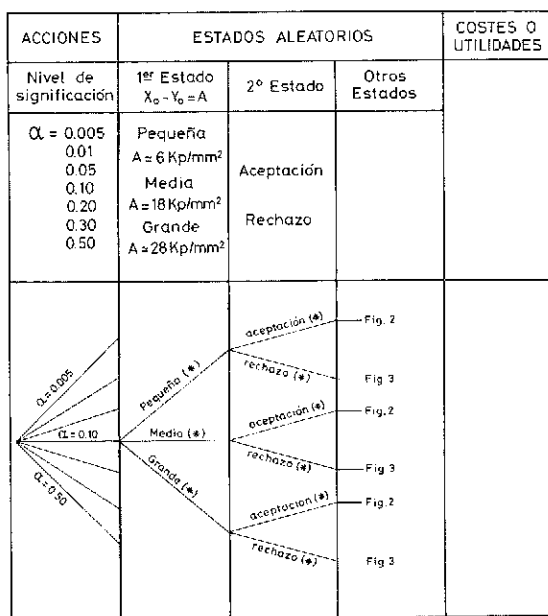 ACCIONES
ESTADOS ALEATORIOS
COSTES O
UTILIDADES
Nivel de
significación
1er Estado
X₀ - Y₀ = A
2º Estado
Otros
Estados
α = 0.005
0.01
0.05
0.10
0.20
0.30
0.50
Pequeña
A ≃ 6 Kp/mm²
Media
A ≃ 18 Kp/mm²
Grande
A ≃ 28 Kp/mm²
Aceptación
Rechazo
α = 0.005
α = 0.10
α = 0.50
Pequeña (*)
Media (*)
Grande (*)
aceptación (*)
rechazo (*)
aceptación (*)
rechazo (*)
aceptación (*)
rechazo (*)
Fig. 2
Fig 3
Fig. 2
Fig 3
Fig. 2
Fig 3